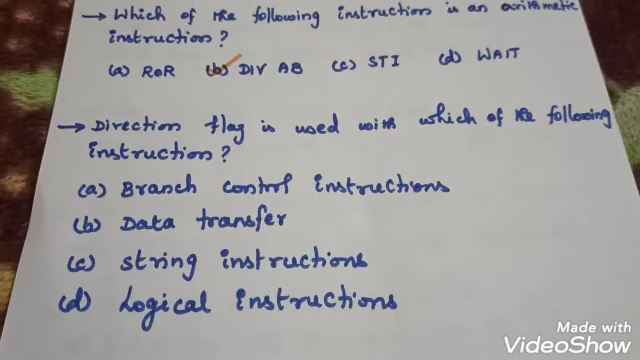 → Which of the following instruction is an arithmetic
instruction?
(a) ROR (b) DIV AB (c) STI (d) WAIT
→ Direction flag is used with which of the following
instruction?
(a) Branch control instructions
(b) Data transfer
(c) string instructions
(d) Logical instructions
Made with
VideoShow